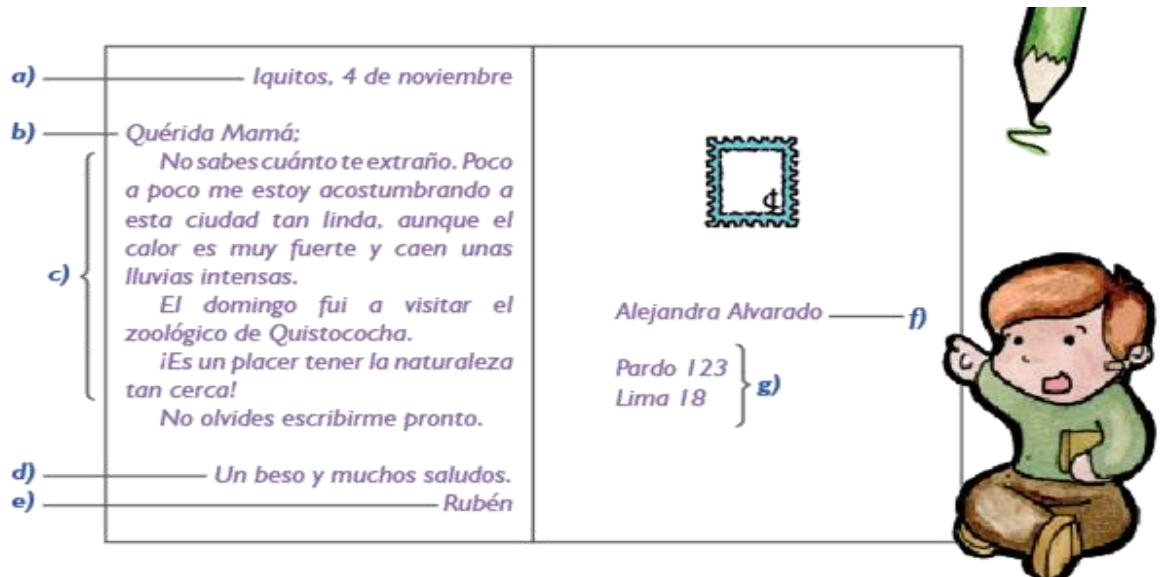 a) Iquitos, 4 de noviembre
b) Quérida Mamá;
No sabes cuánto te extraño. Poco
a poco me estoy acostumbrando a
esta ciudad tan linda, aunque el
calor es muy fuerte y caen unas
c) lluvias intensas.
El domingo fui a visitar el
zoológico de Quistococha.
¡Es un placer tener la naturaleza
tan cerca!
No olvides escribirme pronto.
d) Un beso y muchos saludos.
e) Rubén
¢
Alejandra Alvarado f)
Pardo 123
Lima 18
g)